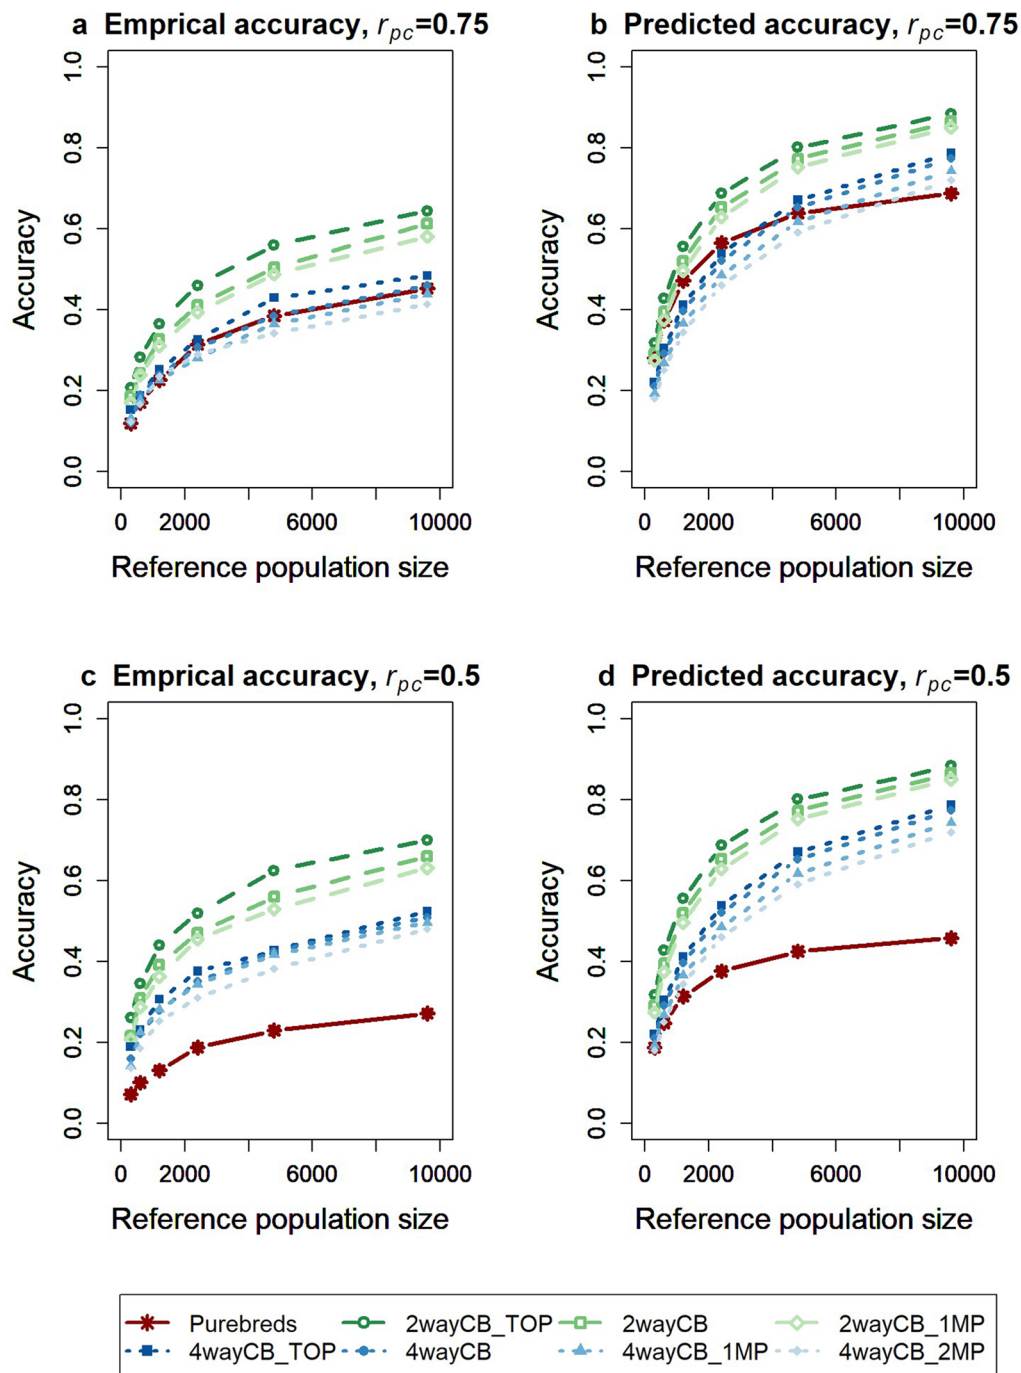 a Emprical accuracy, rpc=0.75
b Predicted accuracy, rpc=0.75
1.0
0.8
0.6
0.4
0.2
0.0
Accuracy
0 2000 6000 10000
Reference population size
1.0
0.8
0.6
0.4
0.2
0.0
Accuracy
0 2000 6000 10000
Reference population size
c Emprical accuracy, rpc=0.5
d Predicted accuracy, rpc=0.5
1.0
0.8
0.6
0.4
0.2
0.0
Accuracy
0 2000 6000 10000
Reference population size
1.0
0.8
0.6
0.4
0.2
0.0
Accuracy
0 2000 6000 10000
Reference population size
Purebreds 2wayCB_TOP 2wayCB 2wayCB_1MP
4wayCB_TOP 4wayCB 4wayCB_1MP 4wayCB_2MP